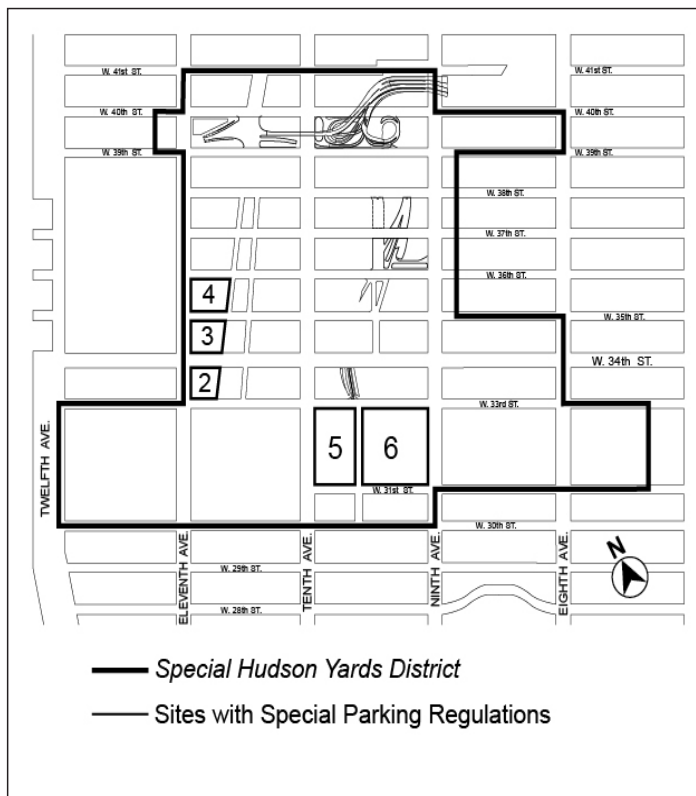 W. 41st ST.
W. 41st ST.
W. 40th ST.
W. 40th ST.
W. 39th ST.
W. 39th ST.
W. 38th ST.
W. 37th ST.
W. 36th ST.
4
W. 35th ST.
3
W. 34th ST.
2
W. 33rd ST.
5
6
W. 31st ST.
W. 30th ST.
TWELFTH AVE.
ELEVENTH AVE.
TENTH AVE.
NINTH AVE.
EIGHTH AVE.
N
W. 29th ST.
W. 28th ST.
Special Hudson Yards District
Sites with Special Parking Regulations